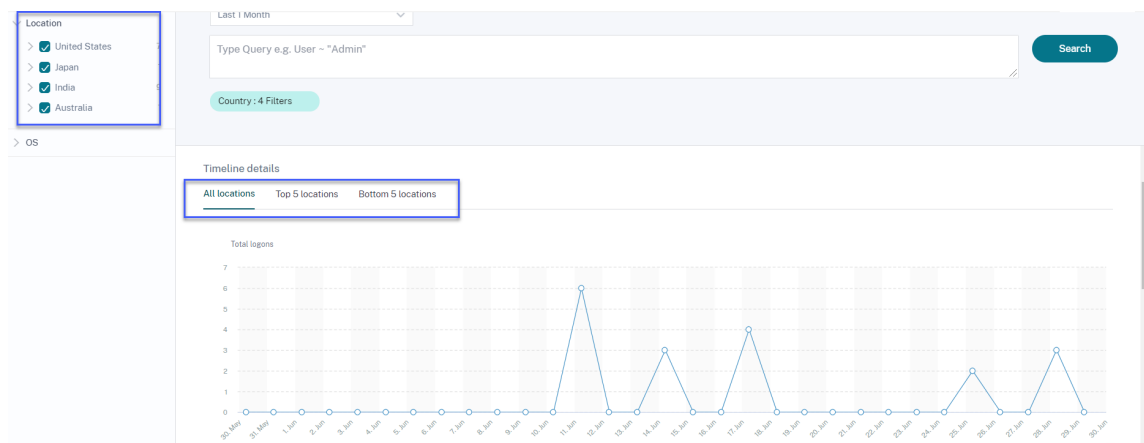 Location
United States 7
Japan
India 9
Australia
OS
Last 1 Month
Type Query e.g. User ~ "Admin"
Search
Country : 4 Filters
Timeline details
All locations Top 5 locations Bottom 5 locations
Total logons
7
6
5
4
3
2
1
0
30. May 31. May 1. Jun 2. Jun 3. Jun 4. Jun 5. Jun 6. Jun 7. Jun 8. Jun 9. Jun 10. Jun 11. Jun 12. Jun 13. Jun 14. Jun 15. Jun 16. Jun 17. Jun 18. Jun 19. Jun 20. Jun 21. Jun 22. Jun 23. Jun 24. Jun 25. Jun 26. Jun 27. Jun 28. Jun 29. Jun 30. Jun